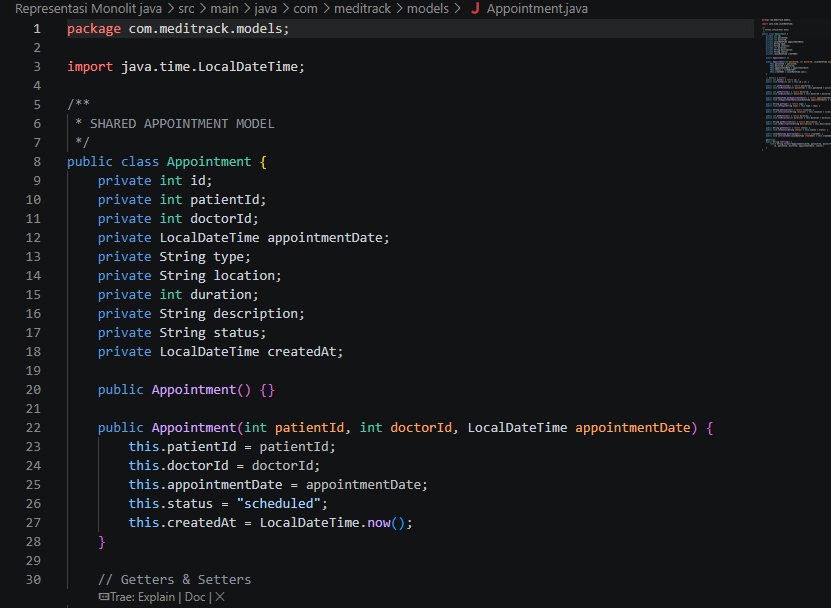 Representasi Monolit java > src > main > java > com > meditrack > models > Appointment.java
1 package com.meditrack.models;
2
3 import java.time.LocalDateTime;
4
5 /**
6 * SHARED APPOINTMENT MODEL
7 */
8 public class Appointment {
9 private int id;
10 private int patientId;
11 private int doctorId;
12 private LocalDateTime appointmentDate;
13 private String type;
14 private String location;
15 private int duration;
16 private String description;
17 private String status;
18 private LocalDateTime createdAt;
19
20 public Appointment() {}
21
22 public Appointment(int patientId, int doctorId, LocalDateTime appointmentDate) {
23 this.patientId = patientId;
24 this.doctorId = doctorId;
25 this.appointmentDate = appointmentDate;
26 this.status = "scheduled";
27 this.createdAt = LocalDateTime.now();
28 }
29
30 // Getters & Setters
Trae: Explain | Doc | X